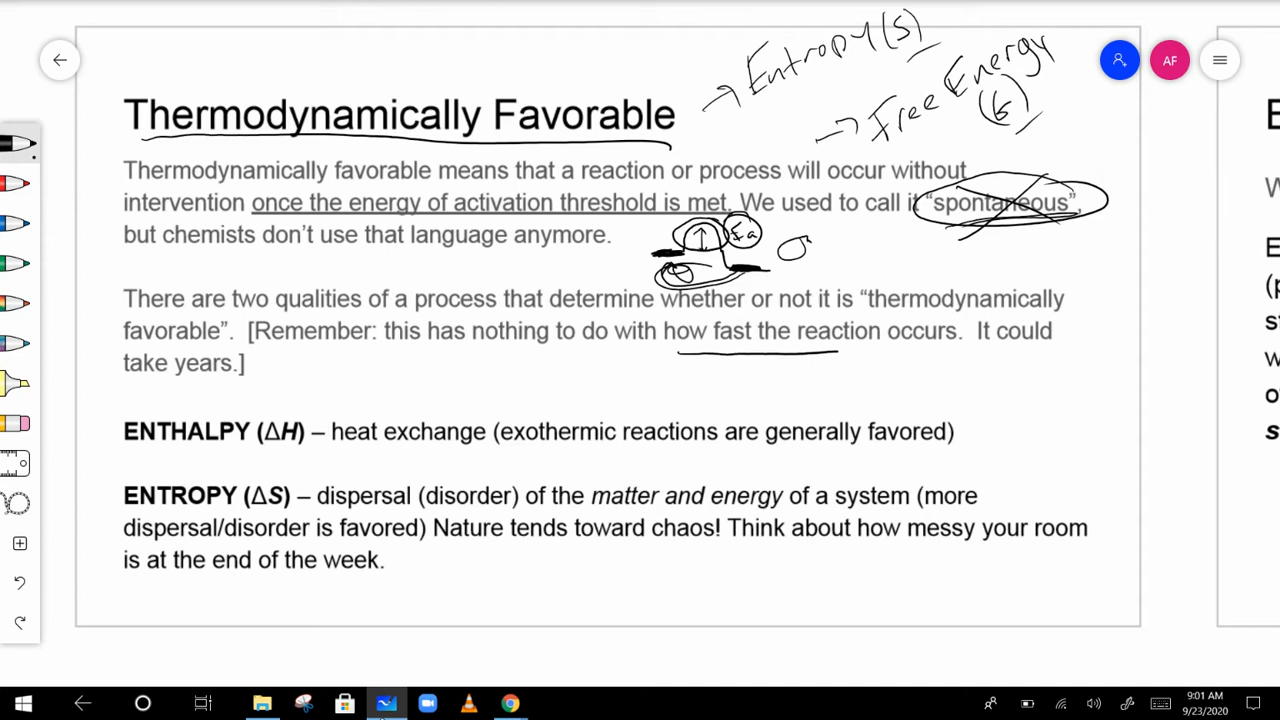 → Entropy (S)
→ Free Energy
(G)
AF
Thermodynamically Favorable
Thermodynamically favorable means that a reaction or process will occur without
intervention once the energy of activation threshold is met. We used to call it “spontaneous”,
but chemists don’t use that language anymore.
Ea
There are two qualities of a process that determine whether or not it is “thermodynamically
favorable”. [Remember: this has nothing to do with how fast the reaction occurs. It could
take years.]
ENTHALPY (ΔH) – heat exchange (exothermic reactions are generally favored)
ENTROPY (ΔS) – dispersal (disorder) of the matter and energy of a system (more
dispersal/disorder is favored) Nature tends toward chaos! Think about how messy your room
is at the end of the week.
9:01 AM
9/23/2020